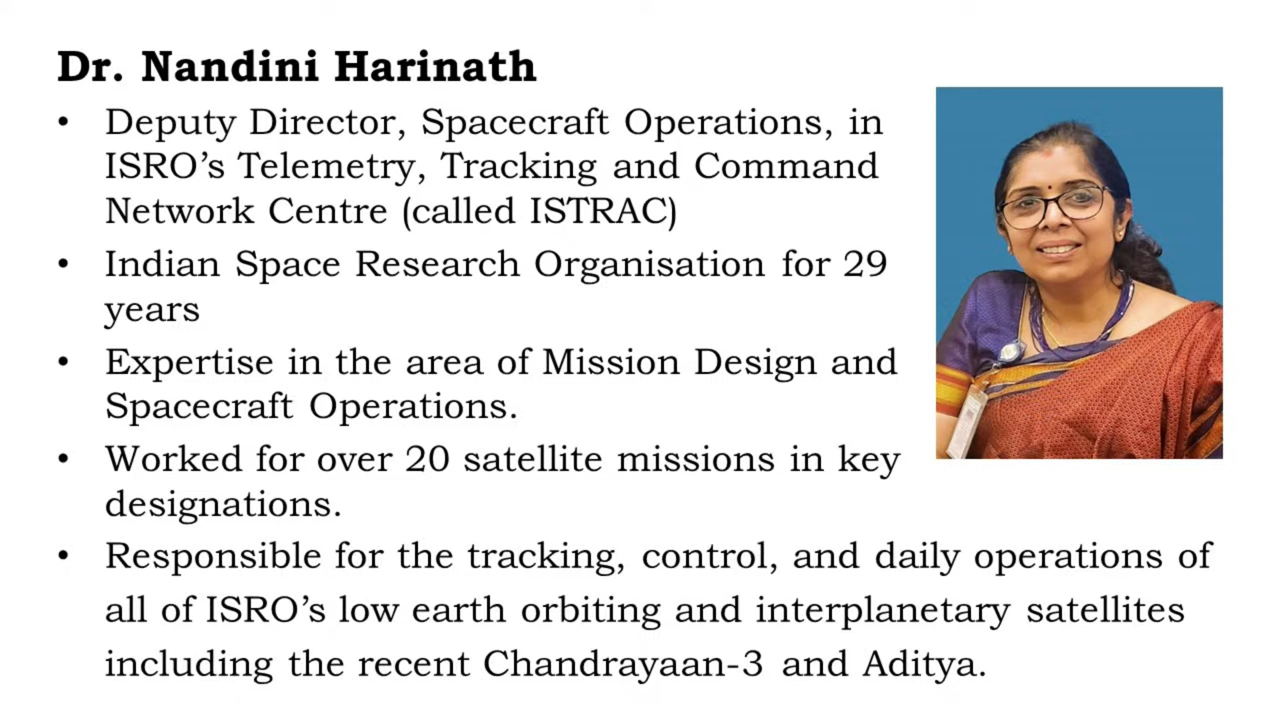 Dr. Nandini Harinath
• Deputy Director, Spacecraft Operations, in
ISRO’s Telemetry, Tracking and Command
Network Centre (called ISTRAC)
• Indian Space Research Organisation for 29
years
• Expertise in the area of Mission Design and
Spacecraft Operations.
• Worked for over 20 satellite missions in key
designations.
• Responsible for the tracking, control, and daily operations of
all of ISRO’s low earth orbiting and interplanetary satellites
including the recent Chandrayaan-3 and Aditya.